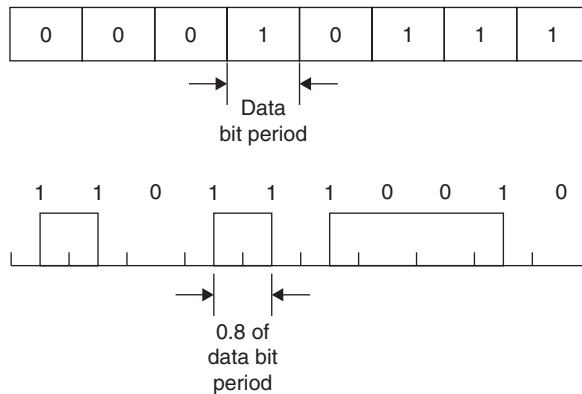 0 0 0 1 0 1 1 1
Data
bit period
1 1 0 1 1 1 0 0 1 0
0.8 of
data bit
period